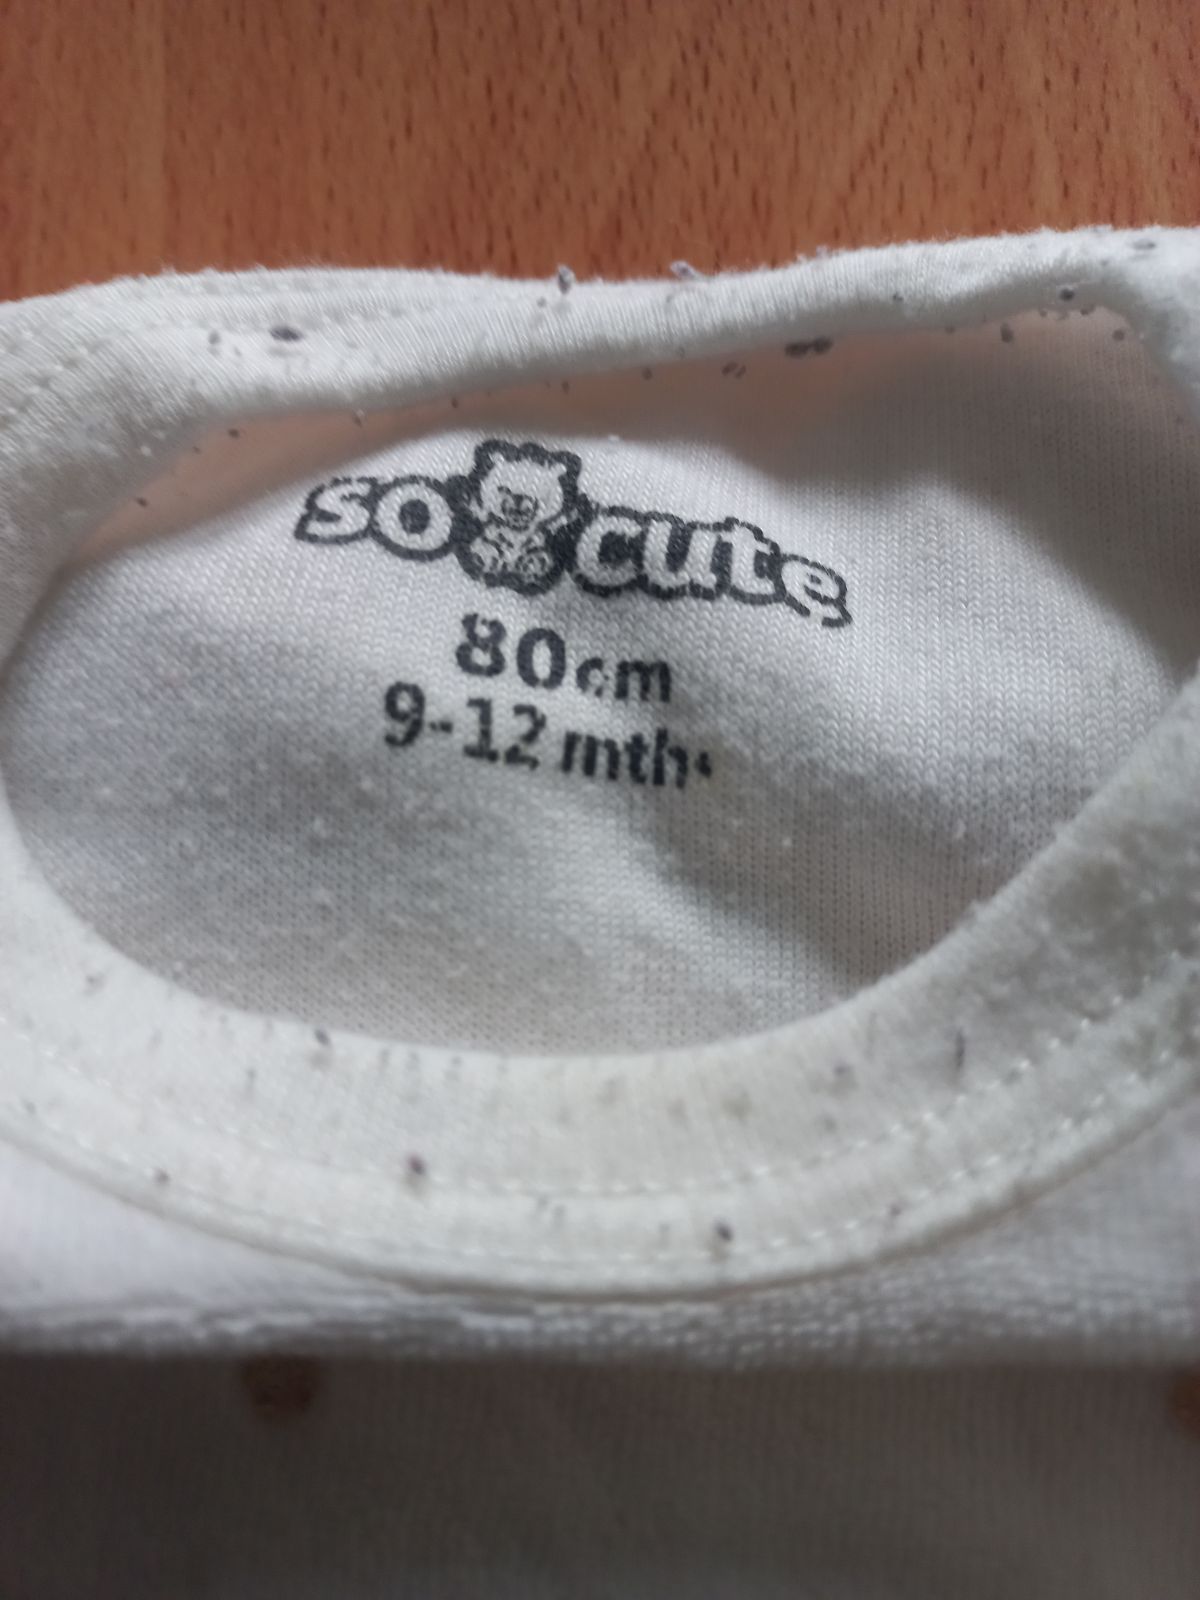 so cute
80cm
9-12 mths